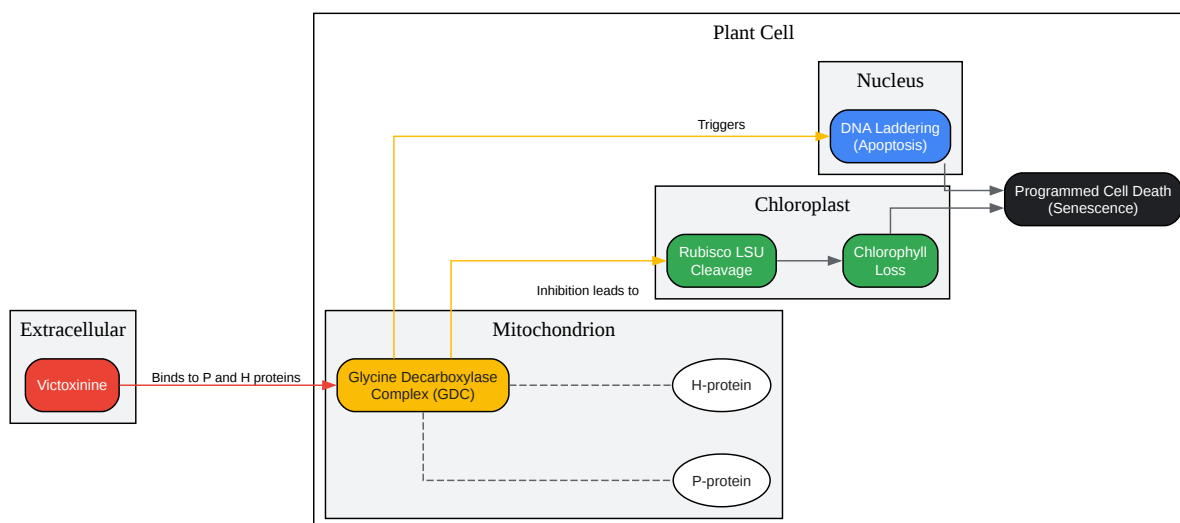 Plant Cell
Nucleus
Triggers
DNA Laddering
(Apoptosis)
Programmed Cell Death
(Senescence)
Chloroplast
Rubisco LSU
Cleavage
Chlorophyll
Loss
Inhibition leads to
Extracellular
Mitochondrion
Victoxinine
Binds to P and H proteins
Glycine Decarboxylase
Complex (GDC)
H-protein
P-protein